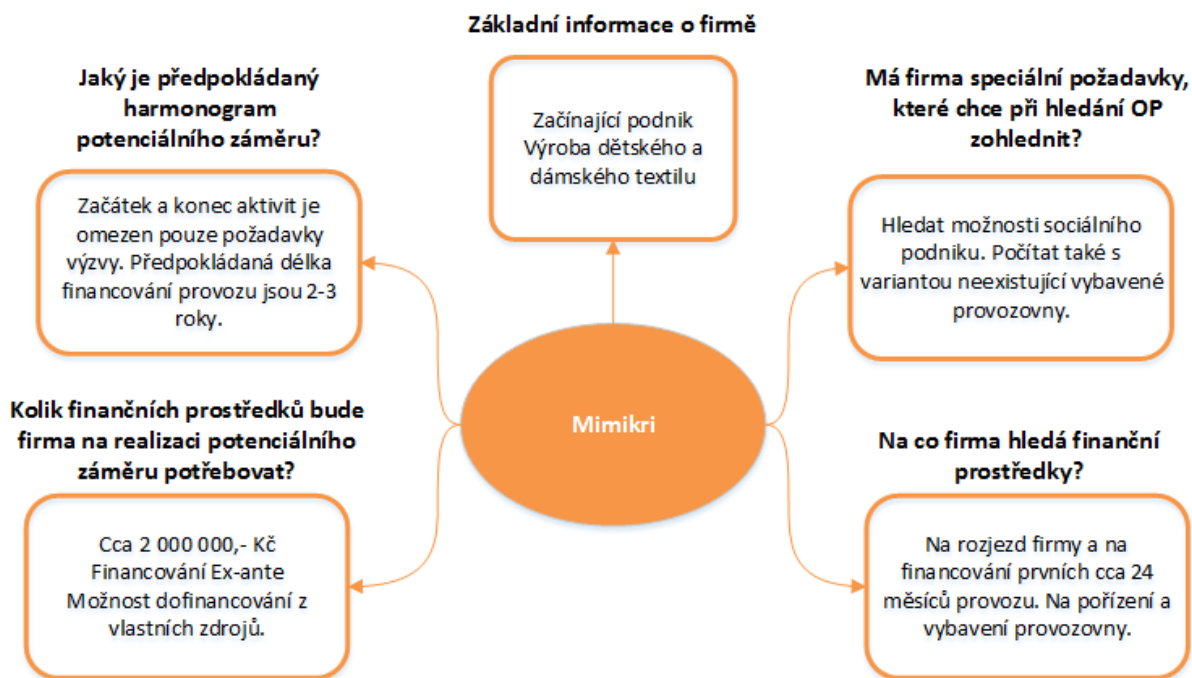 Základní informace o firmě
Začínající podnik
Výroba dětského a
dámského textilu
Jaký je předpokládaný
harmonogram
potenciálního záměru?
Začátek a konec aktivit je
omezen pouze požadavky
výzvy. Předpokládaná délka
financování provozu jsou 2-3
roky.
Má firma speciální požadavky,
které chce při hledání OP
zohlednit?
Hledat možnosti sociálního
podniku. Počítat také s
variantou neexistující vybavené
provozovny.
Mimikri
Kolik finančních prostředků bude
firma na realizaci potenciálního
záměru potřebovat?
Cca 2 000 000,- Kč
Financování Ex-ante
Možnost dofinancování z
vlastních zdrojů.
Na co firma hledá finanční
prostředky?
Na rozjezd firmy a na
financování prvních cca 24
měsíců provozu. Na pořízení a
vybavení provozovny.